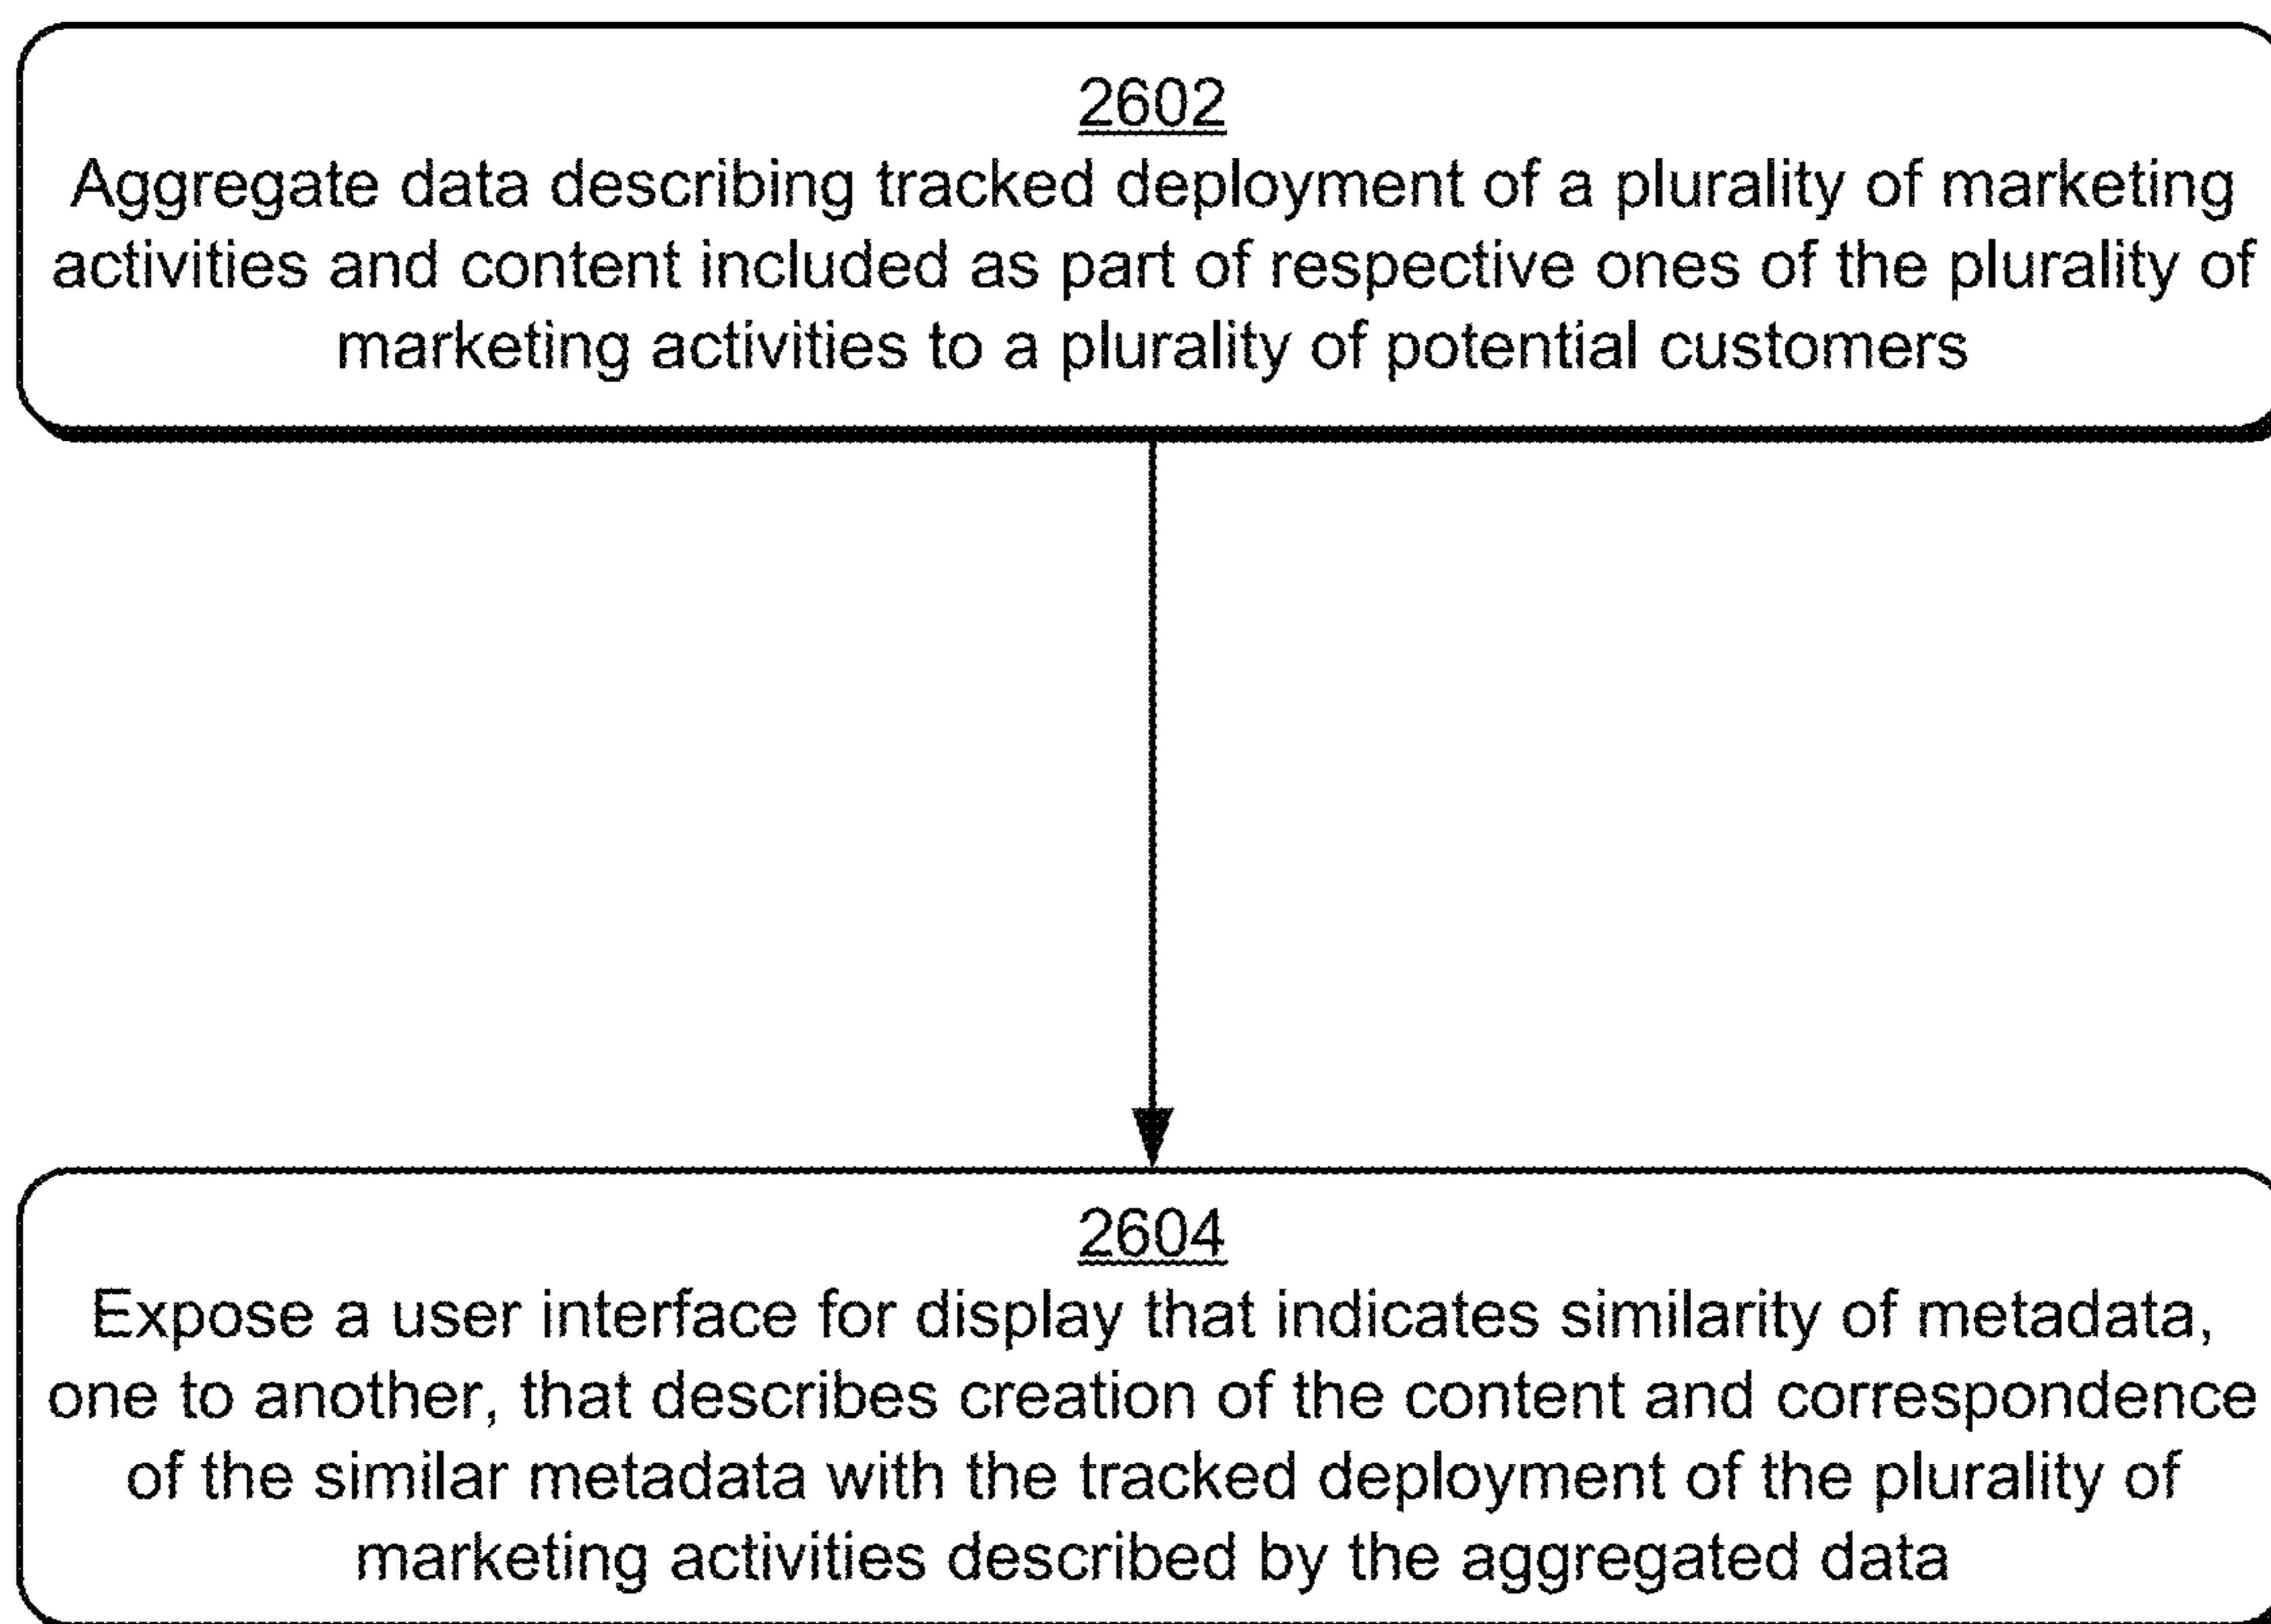 2602
Aggregate data describing tracked deployment of a plurality of marketing
activities and content included as part of respective ones of the plurality of
marketing activities to a plurality of potential customers
2604
Expose a user interface for display that indicates similarity of metadata,
one to another, that describes creation of the content and correspondence
of the similar metadata with the tracked deployment of the plurality of
marketing activities described by the aggregated data